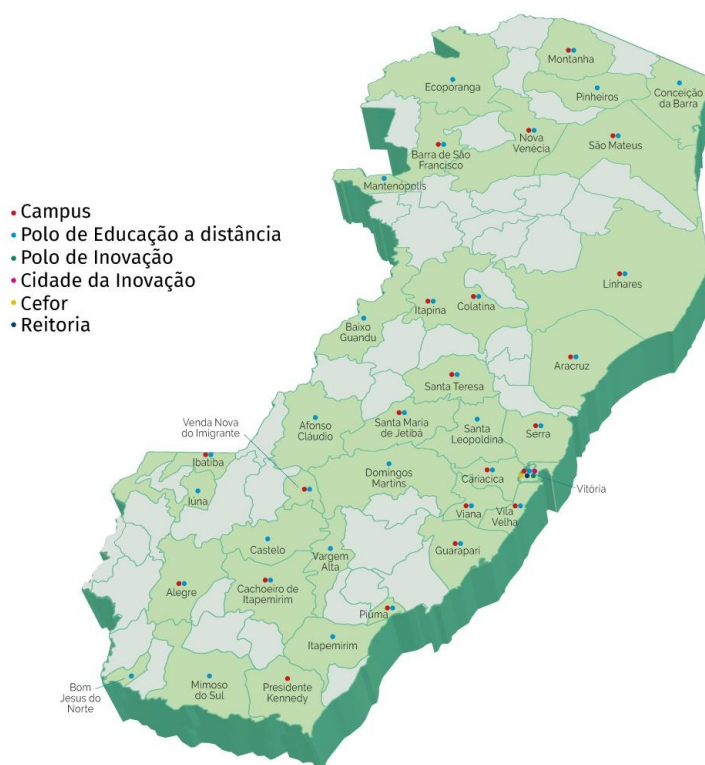 Montanha
Ecoporanga
Pinheiros
Conceição
da Barra
Nova
Venécia
São Mateus
Barra de São
Francisco
Mantenópolis
Campus
Polo de Educação a distância
Polo de Inovação
Cidade da Inovação
Cefor
Reitoria
Linhares
Itapina
Colatina
Baixo
Guandu
Aracruz
Santa Teresa
Venda Nova
do Imigrante
Afonso
Cláudio
Santa Maria
de Jetibá
Santa
Leopoldina
Serra
Ibatiba
Domingos
Martins
Cariacica
Vitória
Iúna
Viana
Vila
Velha
Castelo
Vargem
Alta
Guarapari
Alegre
Cachoeiro de
Itapemirim
Piúma
Itapemirim
Bom
Jesus do
Norte
Mimoso
do Sul
Presidente
Kennedy